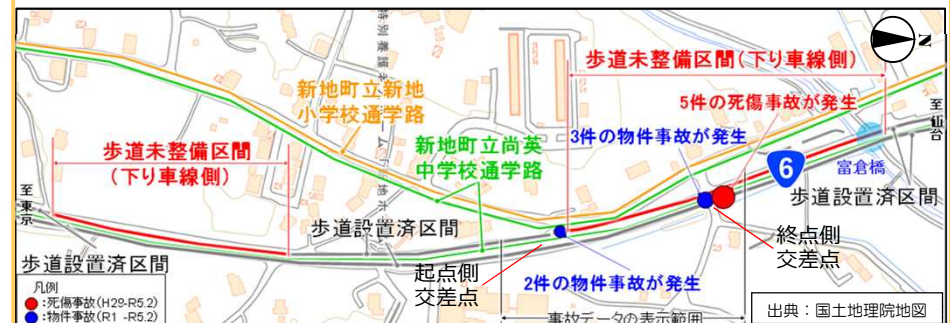 N
歩道未整備区間（下り車線側）
5件の死傷事故が発生
至仙台
新地町立新地
小学校通学路
3件の物件事故が発生
新地町立尚英
中学校通学路
6
富倉橋
歩道未整備区間
（下り車線側）
至東京
歩道設置済区間
歩道設置済区間
終点側
交差点
歩道設置済区間
起点側
交差点
2件の物件事故が発生
凡例
:死傷事故(H29-R5.2)
:物件事故(R1 -R5.2)
事故データの表示範囲
出典：国土地理院地図